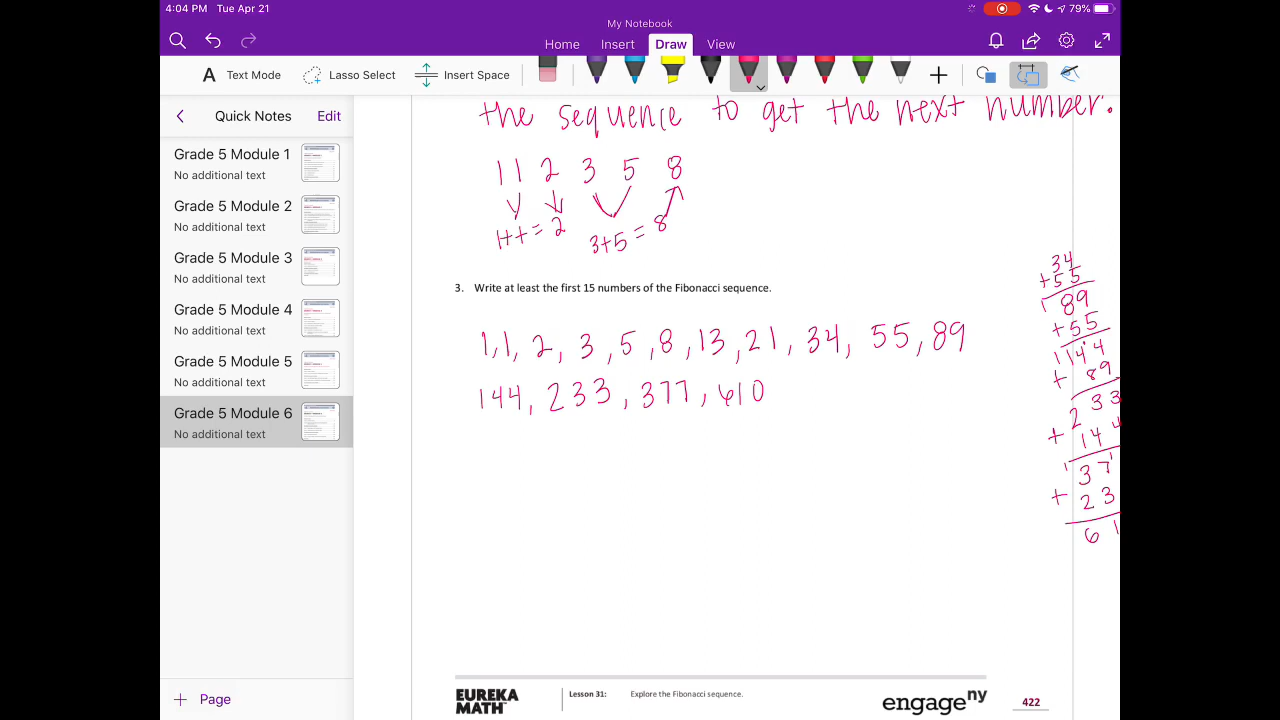 4:04 PM Tue Apr 21
79%
My Notebook
Home Insert Draw View
A Text Mode Lasso Select Insert Space
Quick Notes Edit
Grade 5 Module 1
No additional text
Grade 5 Module 2
No additional text
Grade 5 Module 3
No additional text
Grade 5 Module 4
No additional text
Grade 5 Module 5
No additional text
Grade 5 Module 6
No additional text
+ Page
the sequence to get the next number.
1 1 2 3 5 8
1+1=2
3+5=8
3. Write at least the first 15 numbers of the Fibonacci sequence.
1,1, 2, 3, 5, 8, 13, 21, 34, 55, 89
144, 233, 377, 610
34
+55
89
+55
144
+ 89
233
+ 14
37
+ 23
61
EUREKA MATH
Lesson 31: Explore the Fibonacci sequence.
engage ny
422